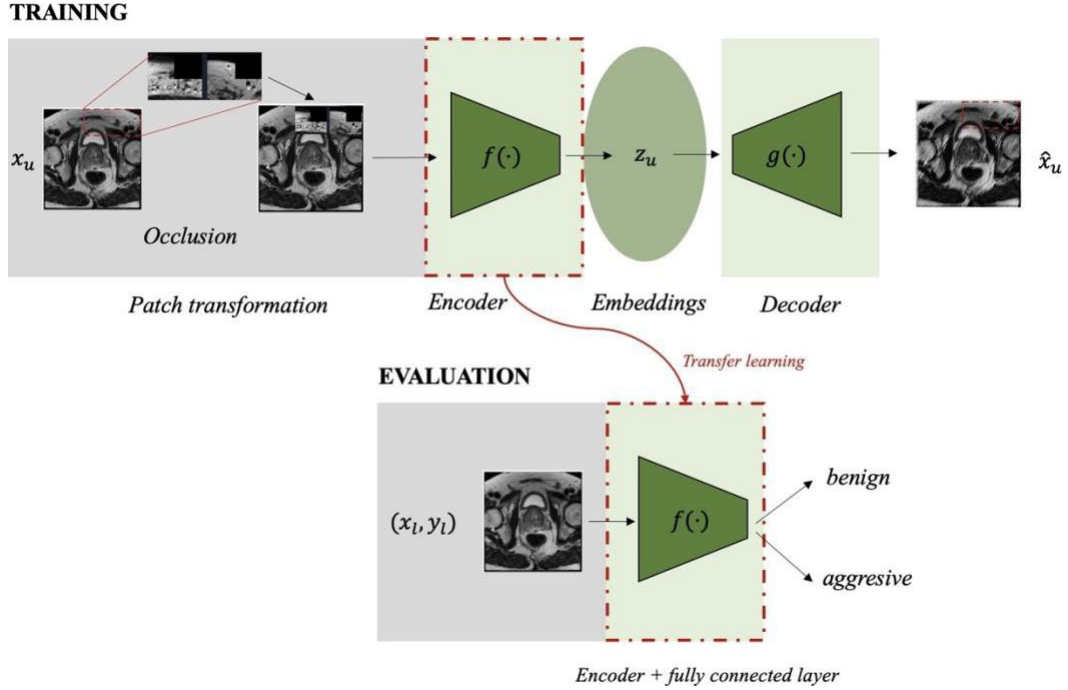 TRAINING
x_u
f(·)
z_u
g(·)
x̂_u
Occlusion
Patch transformation
Encoder
Embeddings
Decoder
Transfer learning
EVALUATION
(x_l, y_l)
f(·)
benign
aggresive
Encoder + fully connected layer